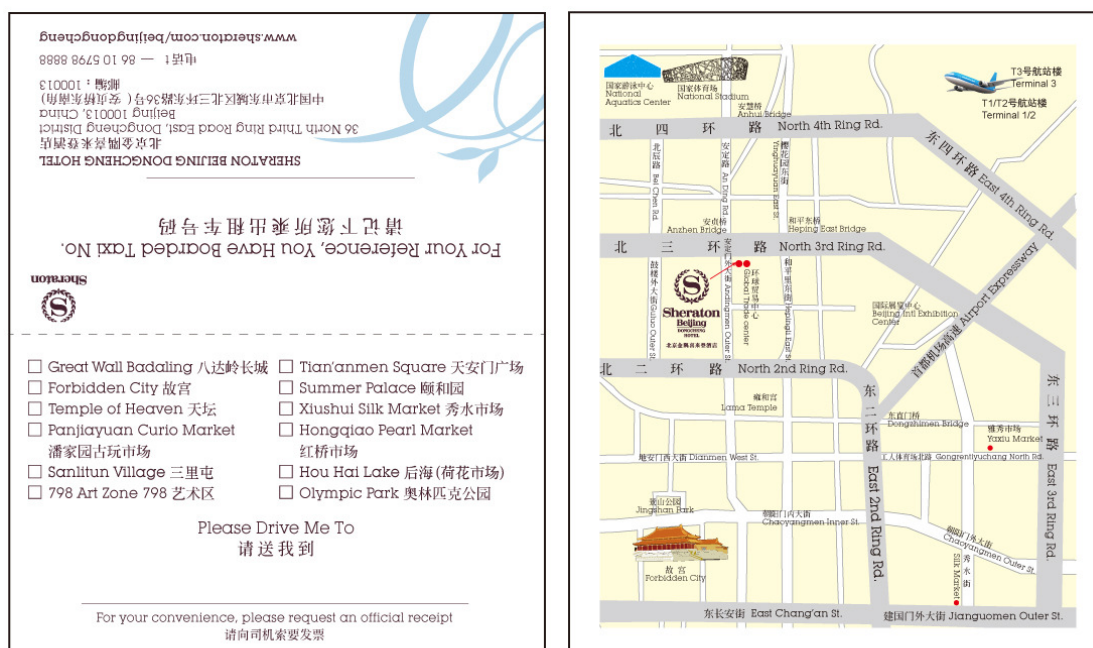 SHERATON BEIJING DONGCHENG HOTEL
北京金隅喜来登酒店
36 North Third Ring Road East, Dongcheng District
Beijing 100013, China
中国北京市东城区北三环东路36号( 安贞桥东南角)
邮编：100013
电话t — 86 10 5798 8888
www.sheraton.com/beijingdongcheng
For Your Reference, You Have Boarded Taxi No.
请记下您所乘出租车号码
Sheraton
Great Wall Badaling 八达岭长城
Forbidden City 故宫
Temple of Heaven 天坛
Panjiayuan Curio Market
潘家园古玩市场
Sanlitun Village 三里屯
798 Art Zone 798 艺术区
Tian'anmen Square 天安门广场
Summer Palace 颐和园
Xiushui Silk Market 秀水市场
Hongqiao Pearl Market
红桥市场
Hou Hai Lake 后海(荷花市场)
Olympic Park 奥林匹克公园
Please Drive Me To
请送我到
For your convenience, please request an official receipt
请向司机索要发票
国家游泳中心
National
Aquatics Center
国家体育场
National Stadium
T3号航站楼
Terminal 3
T1/T2号航站楼
Terminal 1/2
安慧桥
Anhui Bridge
北四环路 North 4th Ring Rd.
东四环路 East 4th Ring Rd.
北辰路 Bei Chen Rd.
安定路 An Ding Rd.
樱花园东街 Yinghuayuan East St.
安贞桥
Anzhen Bridge
和平东桥
Heping East Bridge
北三环路 North 3rd Ring Rd.
首都机场高速 Airport Expressway
鼓楼外大街 Guluo Outer St.
安定门外大街 Andingmen Outer St.
环球贸易中心
Global Trade center
和平里东街 Hepingli East St.
S
Sheraton
Beijing
DONGCHENG
HOTEL
北京金隅喜来登酒店
国际展览中心
Beijing Int'l Exhibition
Center
北二环路 North 2nd Ring Rd.
东二环路 East 2nd Ring Rd.
东三环路 East 3rd Ring Rd.
雍和宫
Lama Temple
东直门桥
Dongzhimen Bridge
雅秀市场
Yaxiu Market
地安门西大街 Dianmen West St.
工人体育场北路 Gongrentiyuchang North Rd.
景山公园
Jingshan Park
朝阳门内大街
Chaoyangmen Inner St.
朝阳门外大街
Chaoyangmen Outer St.
故宫
Forbidden City
秀水街
Silk Market
东长安街 East Chang'an St.
建国门外大街 Jianguomen Outer St.